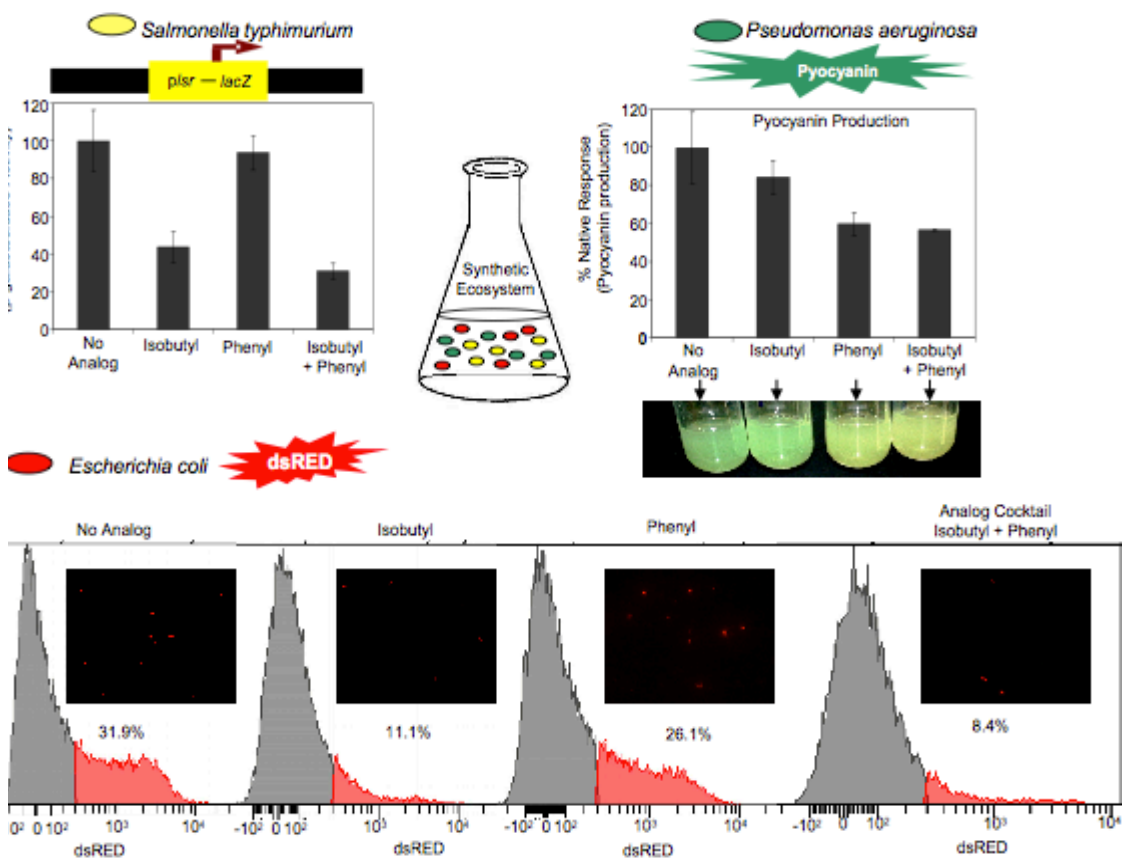 Salmonella typhimurium
plsr — lacZ
120
100
80
60
40
20
0
No
Analog
Isobutyl
Phenyl
Isobutyl
+ Phenyl
Synthetic
Ecosystem
Pseudomonas aeruginosa
Pyocyanin
Pyocyanin Production
% Native Response
(Pyocyanin production)
120
100
80
60
40
20
0
No
Analog
Isobutyl
Phenyl
Isobutyl
+ Phenyl
Escherichia coli
dsRED
No Analog
Isobutyl
Phenyl
Analog Cocktail
Isobutyl + Phenyl
31.9%
11.1%
26.1%
8.4%
0² 0 10² 10³ 10⁴
-10² 0 10² 10³ 10⁴
-10² 0 10² 10³ 10⁴
-10² 0 10² 10³
dsRED
dsRED
dsRED
dsRED